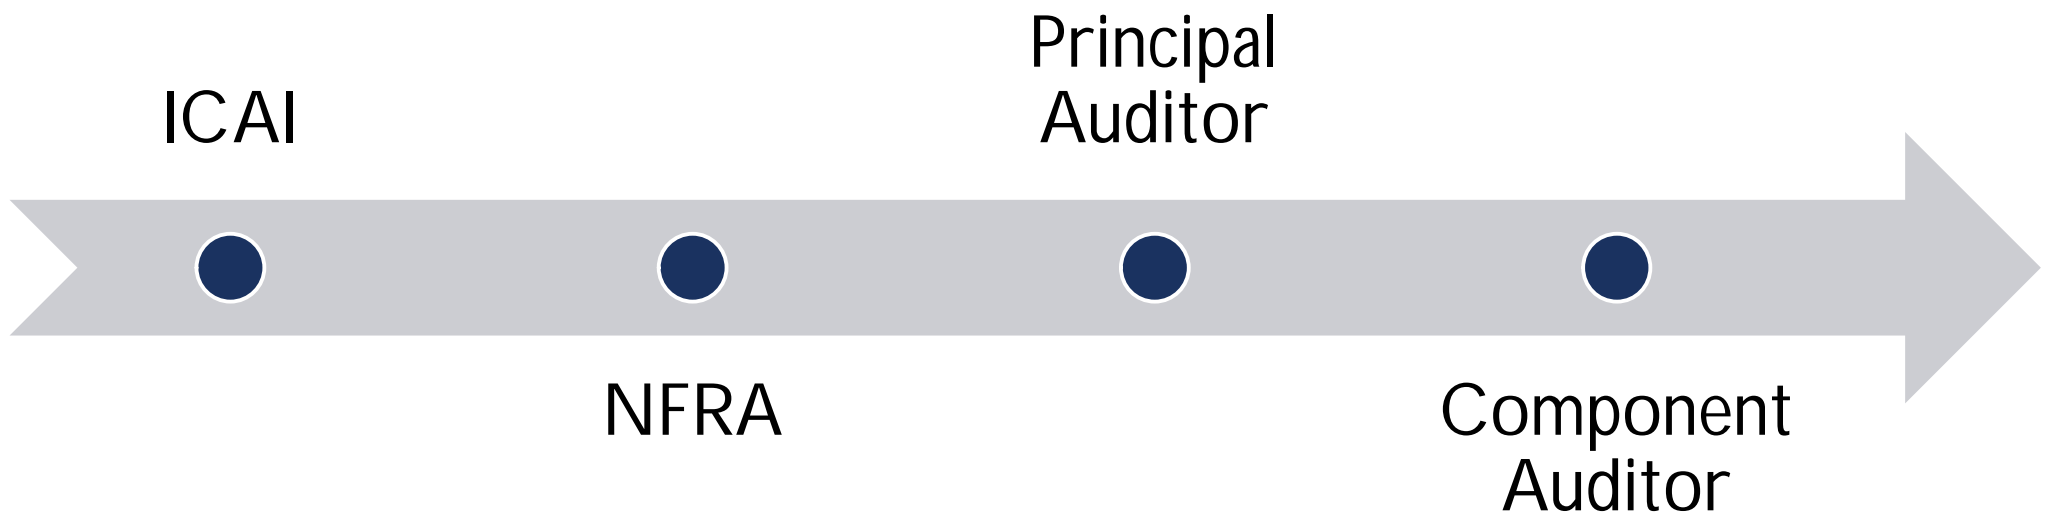 ICAI
NFRA
Principal
Auditor
Component
Auditor